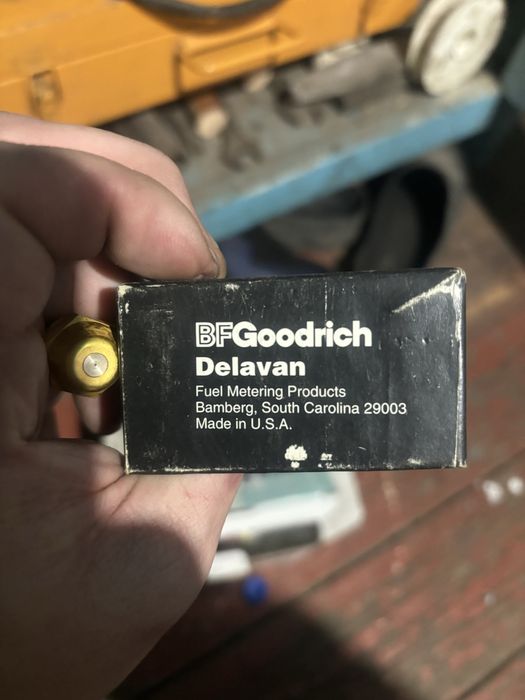 BFGoodrich
Delavan
Fuel Metering Products
Bamberg, South Carolina 29003
Made in U.S.A.